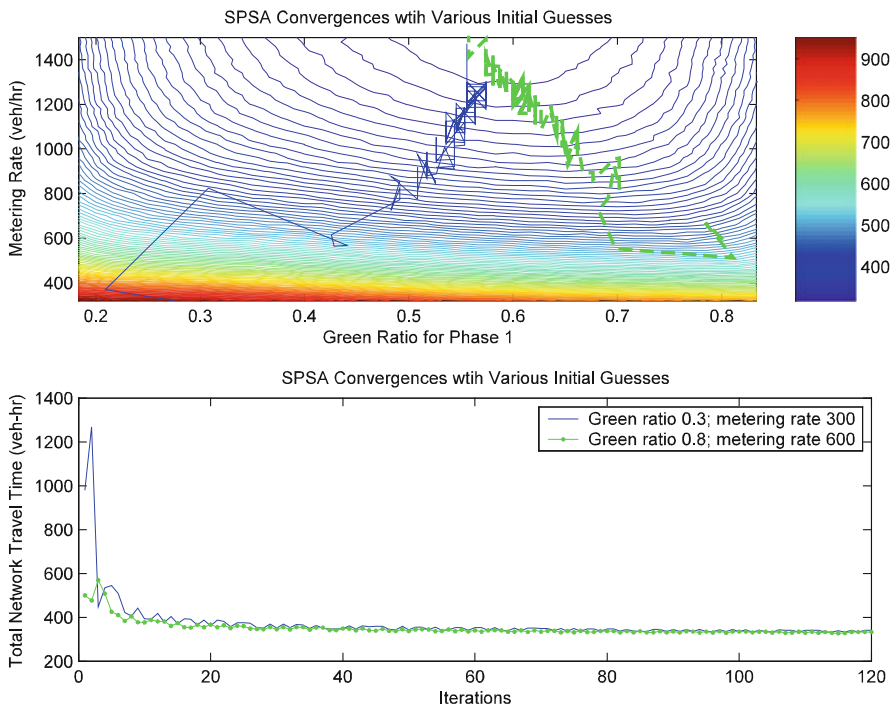 SPSA Convergences wtih Various Initial Guesses
Metering Rate (veh/hr)
1400
1200
1000
800
600
400
0.2 0.3 0.4 0.5 0.6 0.7 0.8
Green Ratio for Phase 1
900
800
700
600
500
400
SPSA Convergences wtih Various Initial Guesses
Total Network Travel Time (veh-hr)
1400
1200
1000
800
600
400
200
Green ratio 0.3; metering rate 300
Green ratio 0.8; metering rate 600
0 20 40 60 80 100 120
Iterations